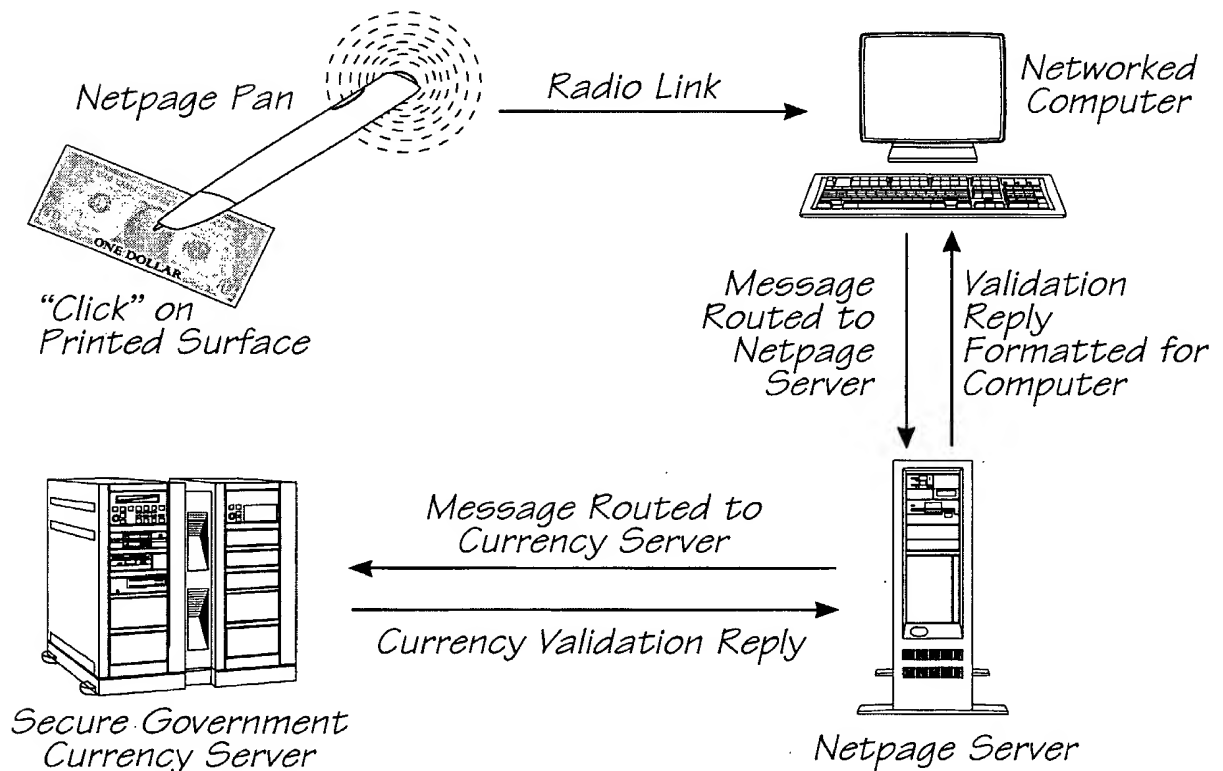 Netpage Pan
Radio Link
Networked
Computer
ONE DOLLAR
"Click" on
Printed Surface
Message
Routed to
Netpage
Server
Validation
Reply
Formatted for
Computer
Message Routed to
Currency Server
Currency Validation Reply
Secure Government
Currency Server
Netpage Server